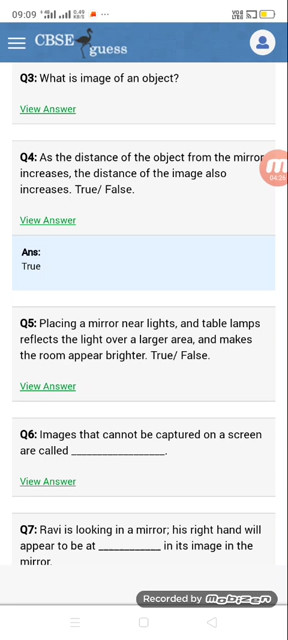 09:09
CBSE guess
Q3: What is image of an object?
View Answer
Q4: As the distance of the object from the mirror
increases, the distance of the image also
increases. True/ False.
04:26
View Answer
Ans:
True
Q5: Placing a mirror near lights, and table lamps
reflects the light over a larger area, and makes
the room appear brighter. True/ False.
View Answer
Q6: Images that cannot be captured on a screen
are called __________________.
View Answer
Q7: Ravi is looking in a mirror; his right hand will
appear to be at ____________ in its image in the
mirror.
Recorded by mobizen